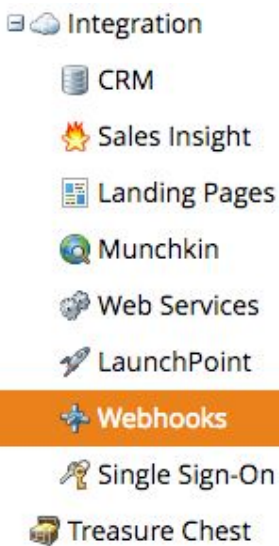 Integration
CRM
Sales Insight
Landing Pages
Munchkin
Web Services
LaunchPoint
Webhooks
Single Sign-On
Treasure Chest